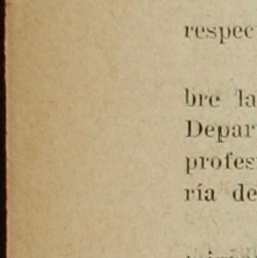 respec
bre la
Depar
profes
ría de